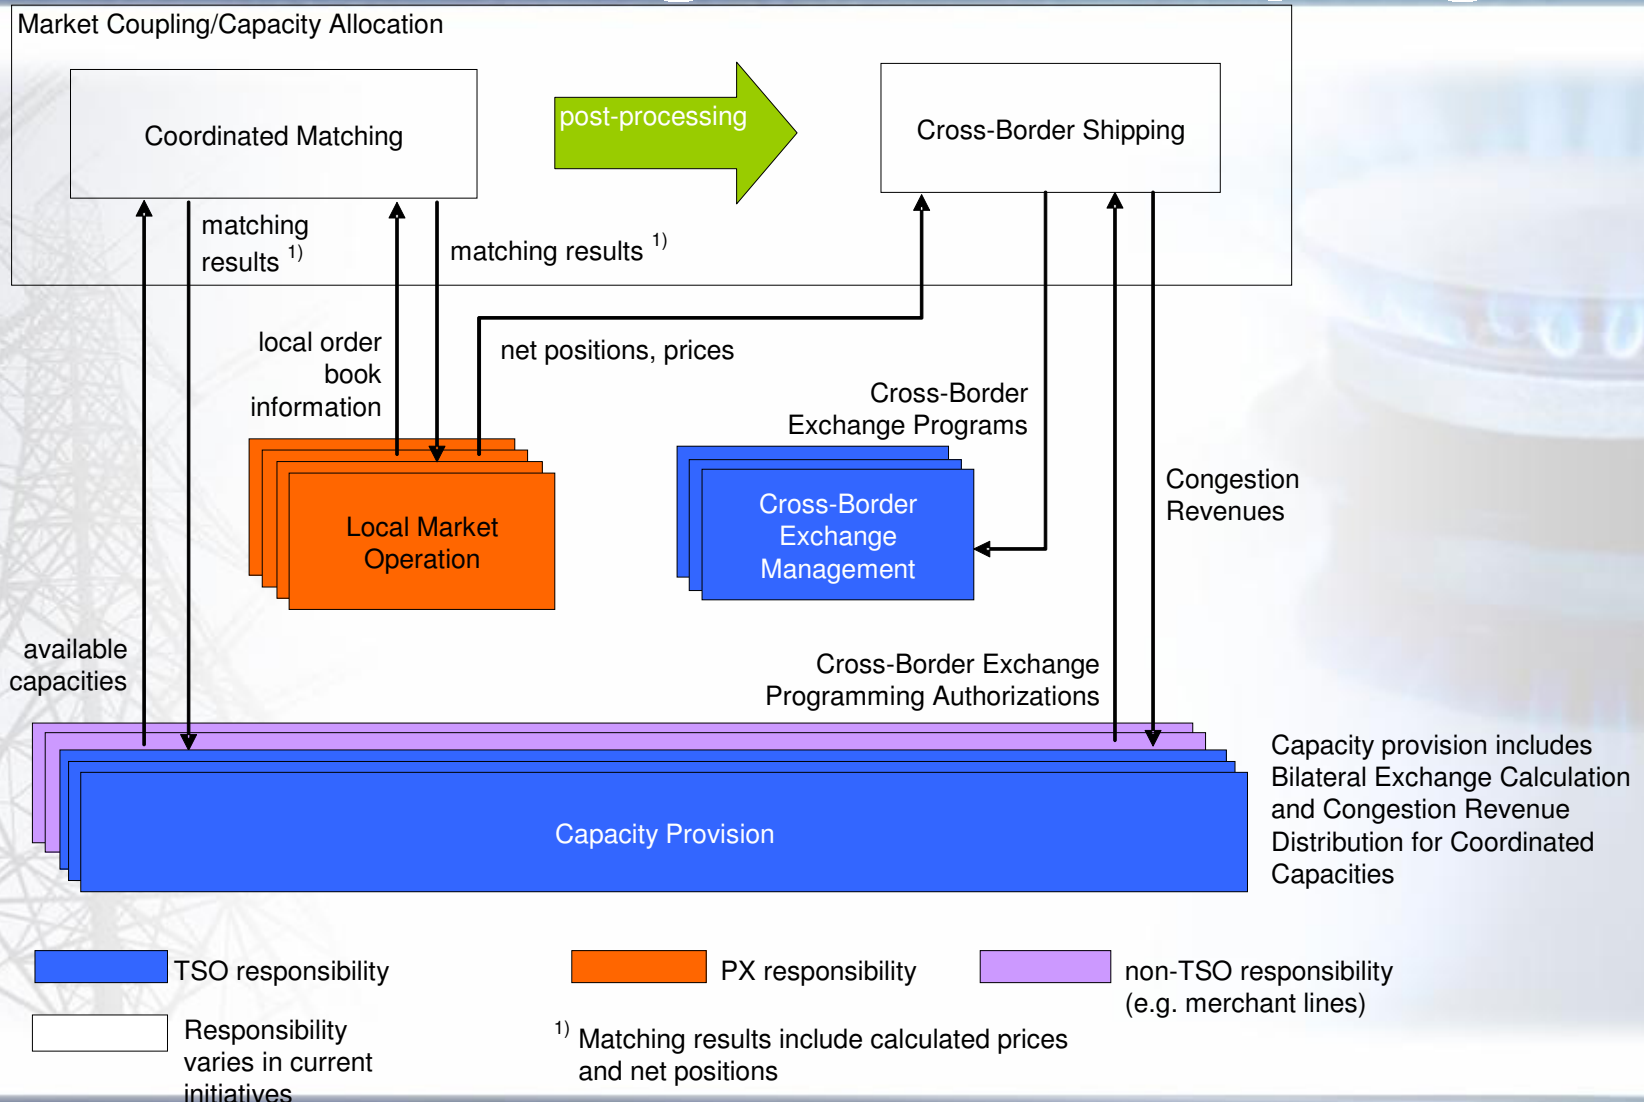 Market Coupling/Capacity Allocation
Coordinated Matching
post-processing
Cross-Border Shipping
matching
results 1)
matching results 1)
local order
book
information
net positions, prices
Cross-Border
Exchange Programs
Local Market
Operation
Cross-Border
Exchange
Management
Congestion
Revenues
available
capacities
Cross-Border Exchange
Programming Authorizations
Capacity Provision
Capacity provision includes
Bilateral Exchange Calculation
and Congestion Revenue
Distribution for Coordinated
Capacities
TSO responsibility
PX responsibility
non-TSO responsibility
(e.g. merchant lines)
Responsibility
varies in current
initiatives
1) Matching results include calculated prices
and net positions